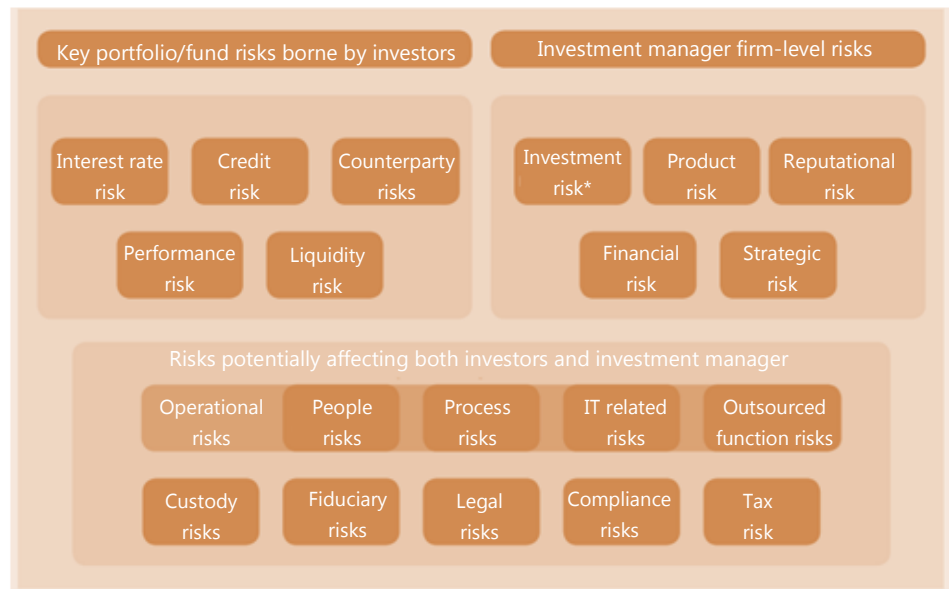 Key portfolio/fund risks borne by investors
Investment manager firm-level risks
Interest rate
risk
Credit
risk
Counterparty
risks
Performance
risk
Liquidity
risk
Investment
risk*
Product
risk
Reputational
risk
Financial
risk
Strategic
risk
Risks potentially affecting both investors and investment manager
Operational
risks
People
risks
Process
risks
IT related
risks
Outsourced
function risks
Custody
risks
Fiduciary
risks
Legal
risks
Compliance
risks
Tax
risk